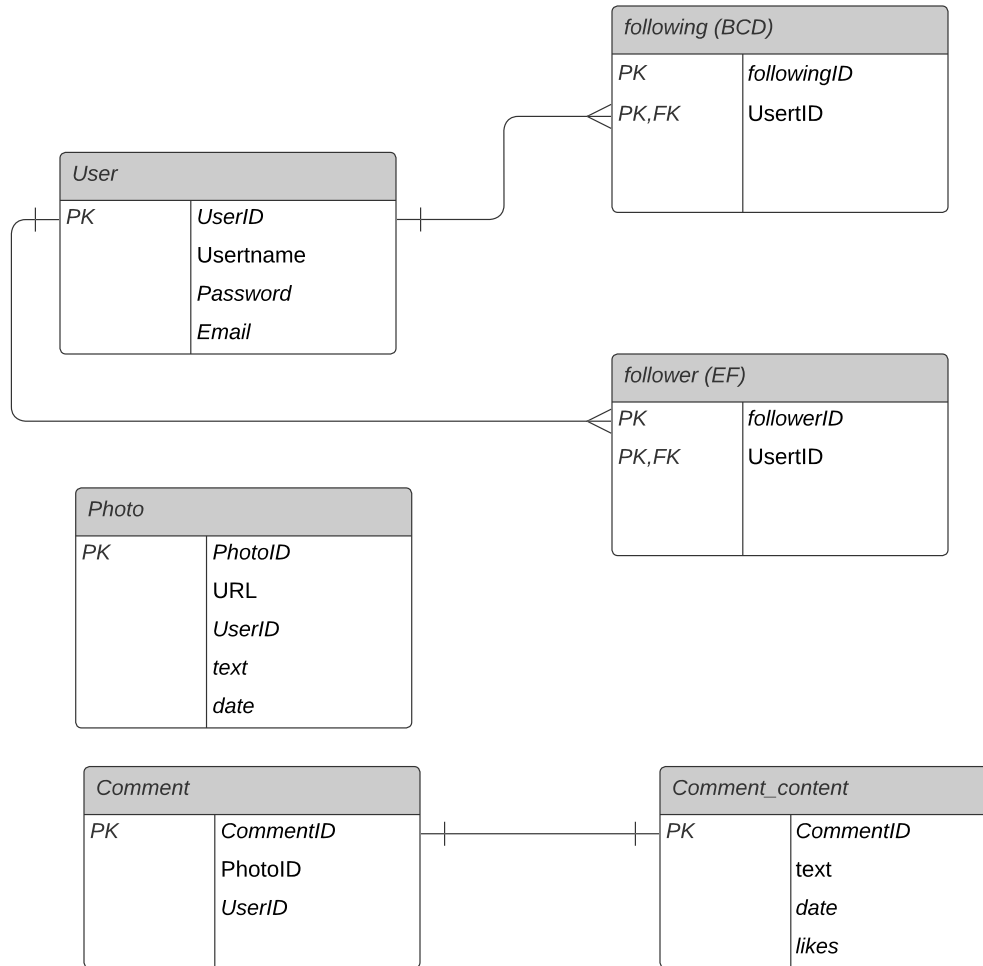 following (BCD)
PK followingID
PK,FK UsertID
User
PK UserID
Usertname
Password
Email
follower (EF)
PK followerID
PK,FK UsertID
Photo
PK PhotoID
URL
UserID
text
date
Comment
PK CommentID
PhotoID
UserID
Comment_content
PK CommentID
text
date
likes